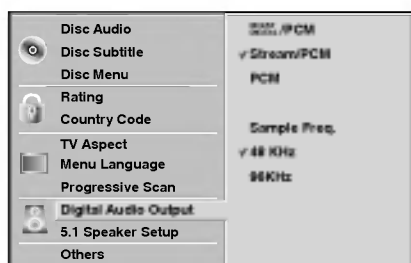 Disc Audio
Disc Subtitle
Disc Menu
Rating
Country Code
TV Aspect
Menu Language
Progressive Scan
Digital Audio Output
5.1 Speaker Setup
Others
/PCM
Stream/PCM
PCM
Sample Freq.
48 KHz
96KHz